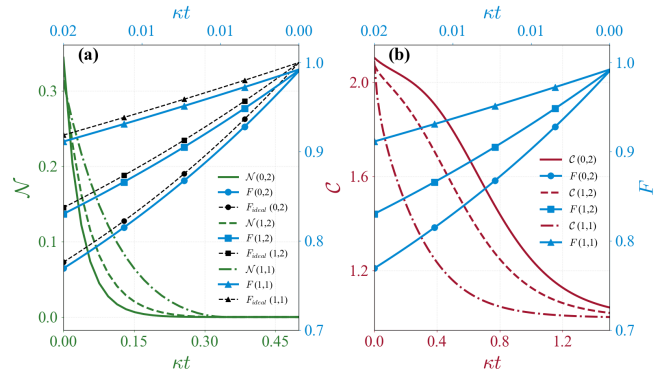 κt
κt
0.02
0.01
0.01
0.00
0.00
0.02
0.01
0.01
0.00
0.00
(a)
(b)
0.3
0.2
0.1
0.0
𝒩
1.0
0.9
0.8
0.7
𝒩 (0,2)
F (0,2)
F_ideal (0,2)
𝒩 (1,2)
F (1,2)
F_ideal (1,2)
𝒩 (1,1)
F (1,1)
F_ideal (1,1)
2.0
1.6
1.2
𝒞
1.0
0.9
0.8
0.7
F
𝒞 (0,2)
F (0,2)
𝒞 (1,2)
F (1,2)
𝒞 (1,1)
F (1,1)
0.00
0.15
0.30
0.45
0.0
0.4
0.8
1.2
κt
κt